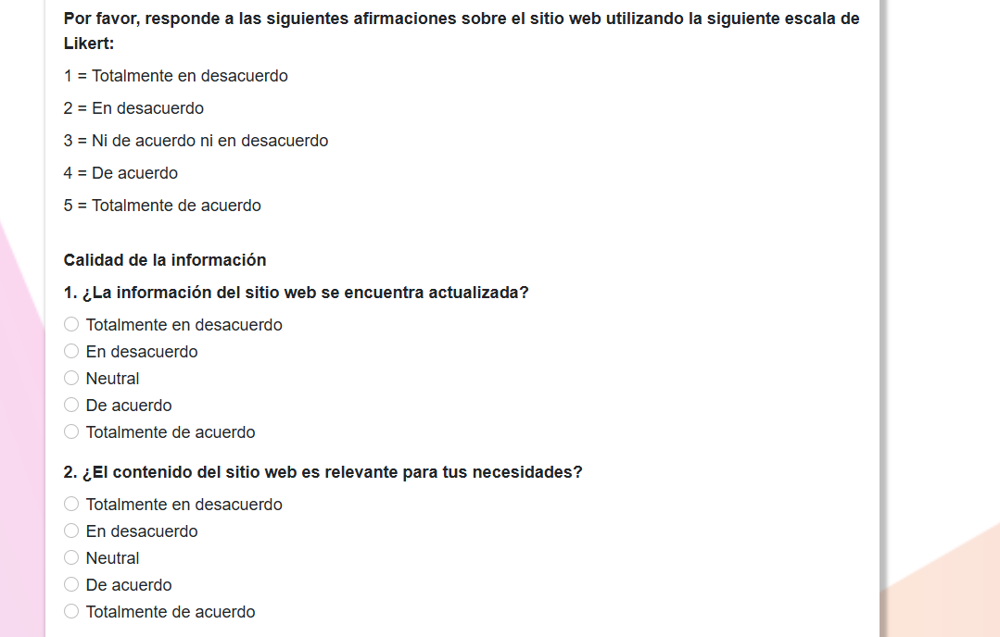 Por favor, responde a las siguientes afirmaciones sobre el sitio web utilizando la siguiente escala de
Likert:
1 = Totalmente en desacuerdo
2 = En desacuerdo
3 = Ni de acuerdo ni en desacuerdo
4 = De acuerdo
5 = Totalmente de acuerdo
Calidad de la información
1. ¿La información del sitio web se encuentra actualizada?
Totalmente en desacuerdo
En desacuerdo
Neutral
De acuerdo
Totalmente de acuerdo
2. ¿El contenido del sitio web es relevante para tus necesidades?
Totalmente en desacuerdo
En desacuerdo
Neutral
De acuerdo
Totalmente de acuerdo